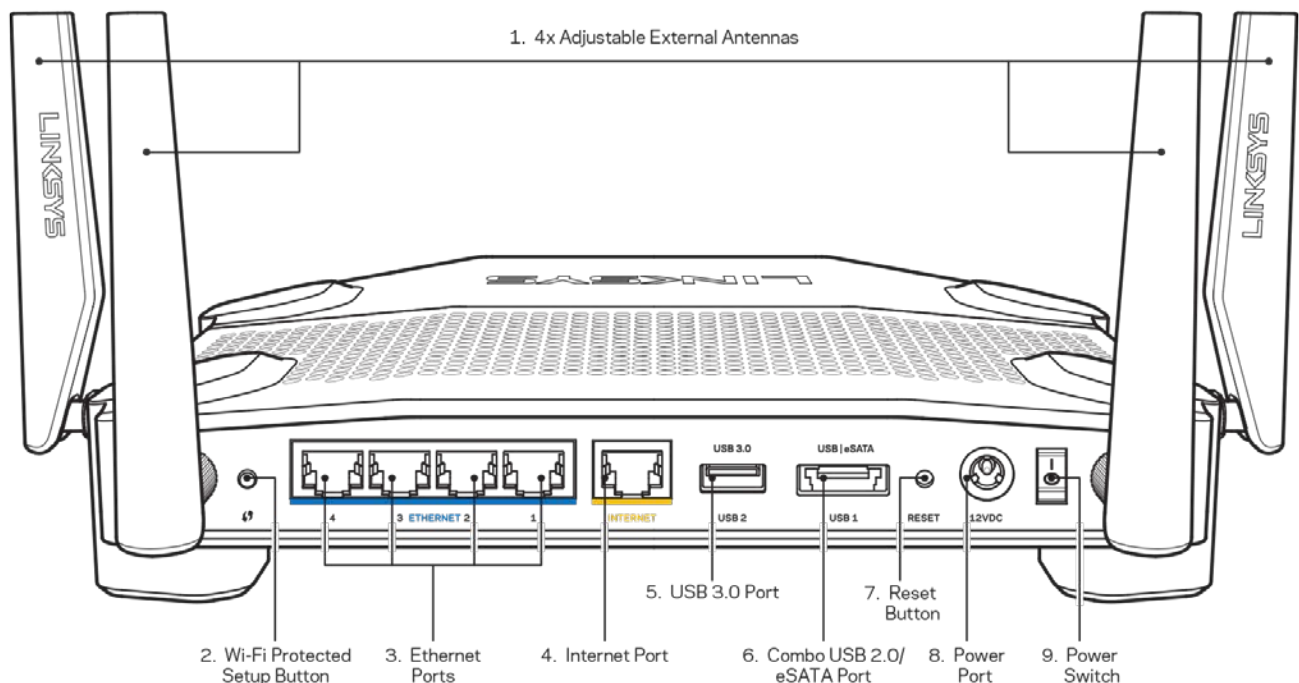 1. 4x Adjustable External Antennas
LINKSYS
LINKSYS
LINKSYS
USB 3.0
USB | eSATA
4
3 ETHERNET 2
1
INTERNET
USB 2
USB 1
RESET
12VDC
5. USB 3.0 Port
7. Reset
Button
2. Wi-Fi Protected
Setup Button
3. Ethernet
Ports
4. Internet Port
6. Combo USB 2.0/
eSATA Port
8. Power
Port
9. Power
Switch